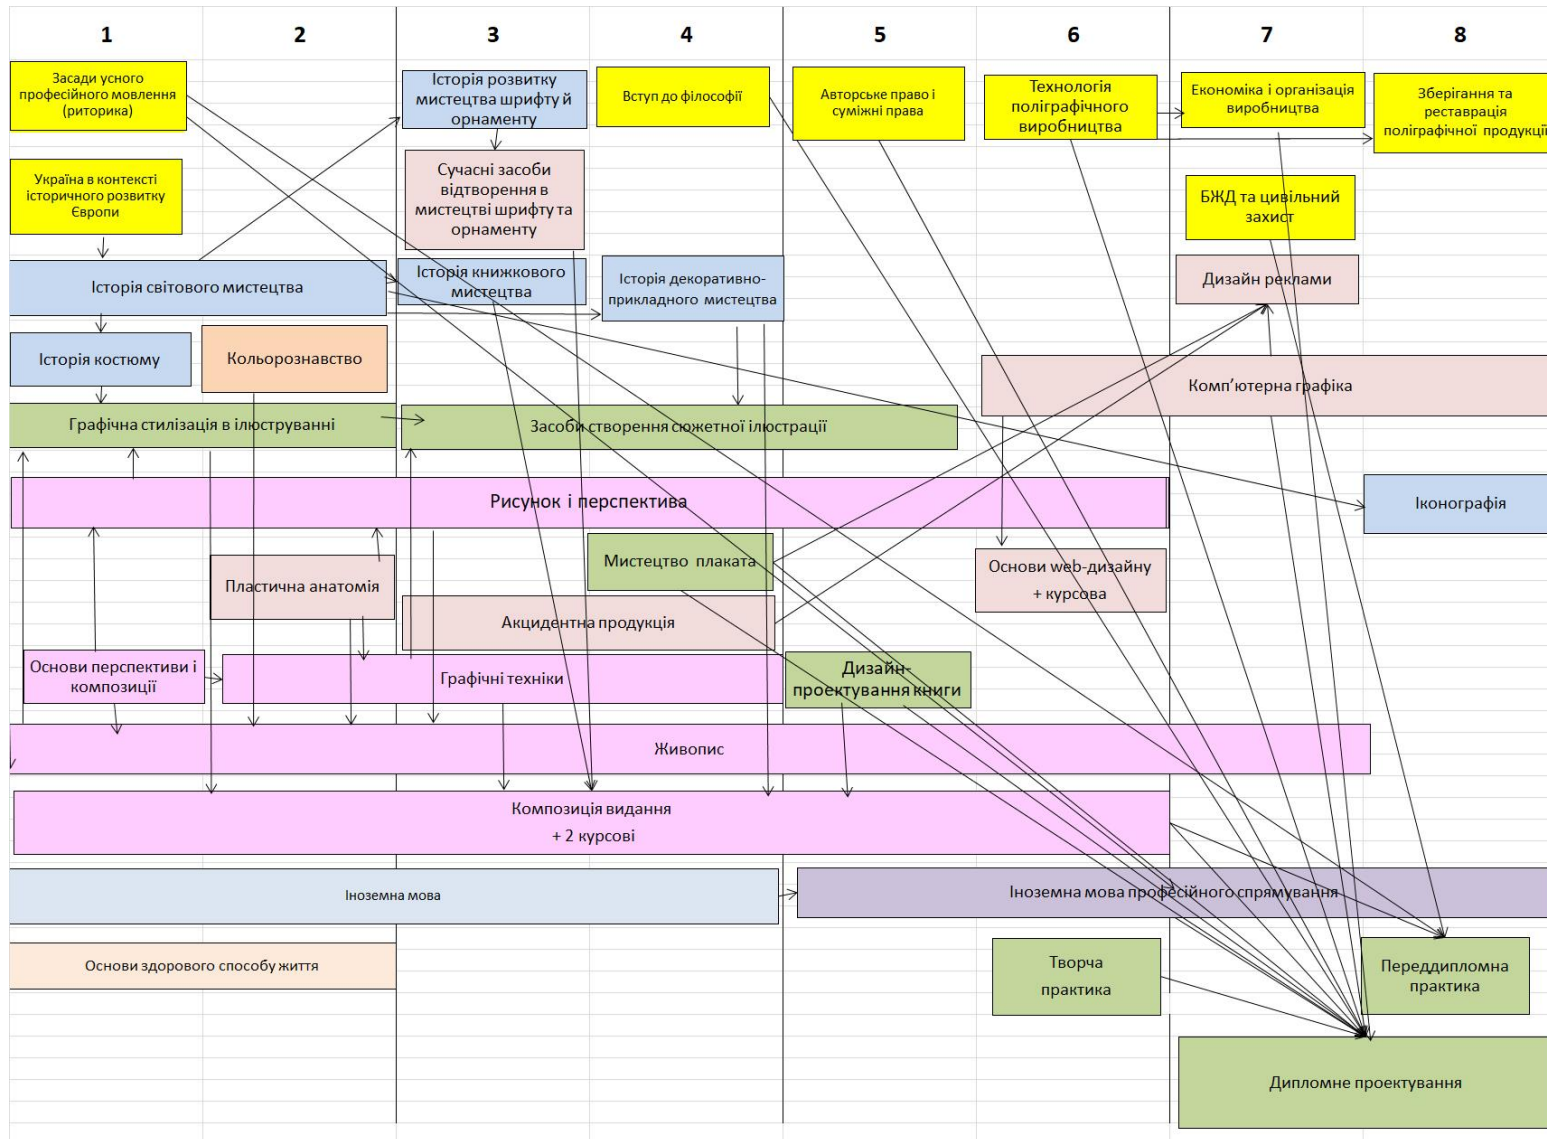 1
2
3
4
5
6
7
8
Засади усного
професійного мовлення
(риторика)
Історія розвитку
мистецтва шрифту й
орнаменту
Вступ до філософії
Авторське право і
суміжні права
Технологія
поліграфічного
виробництва
Економіка і організація
виробництва
Зберігання та
реставрація
поліграфічної продукції
Україна в контексті
історичного розвитку
Європи
Сучасні засоби
відтворення в
мистецтві шрифту та
орнаменту
БЖД та цивільний
захист
Історія світового мистецтва
Історія книжкового
мистецтва
Історія декоративно-
прикладного мистецтва
Дизайн реклами
Історія костюму
Кольорознавство
Комп’ютерна графіка
Графічна стилізація в ілюструванні
Засоби створення сюжетної ілюстрації
Рисунок і перспектива
Іконографія
Пластична анатомія
Мистецтво плаката
Основи web-дизайну
+ курсова
Акцидентна продукція
Основи перспективи і
композиції
Графічні техніки
Дизайн-
проектування книги
Живопис
Композиція видання
+ 2 курсові
Іноземна мова
Іноземна мова професійного спрямування
Основи здорового способу життя
Творча
практика
Переддипломна
практика
Дипломне проектування